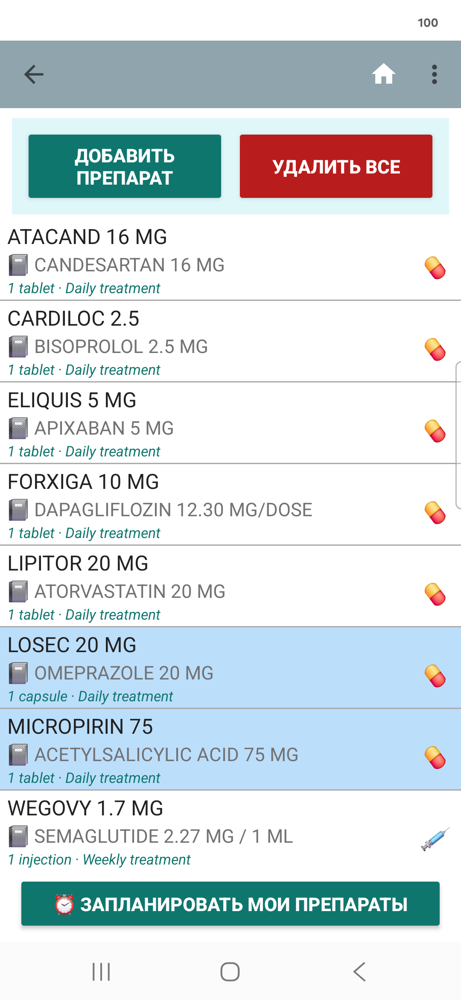 100
ДОБАВИТЬ
ПРЕПАРАТ
УДАЛИТЬ ВСЕ
ATACAND 16 MG
CANDESARTAN 16 MG
1 tablet · Daily treatment
CARDILOC 2.5
BISOPROLOL 2.5 MG
1 tablet · Daily treatment
ELIQUIS 5 MG
APIXABAN 5 MG
1 tablet · Daily treatment
FORXIGA 10 MG
DAPAGLIFLOZIN 12.30 MG/DOSE
1 tablet · Daily treatment
LIPITOR 20 MG
ATORVASTATIN 20 MG
1 tablet · Daily treatment
LOSEC 20 MG
OMEPRAZOLE 20 MG
1 capsule · Daily treatment
MICROPIRIN 75
ACETYLSALICYLIC ACID 75 MG
1 tablet · Daily treatment
WEGOVY 1.7 MG
SEMAGLUTIDE 2.27 MG / 1 ML
1 injection · Weekly treatment
ЗАПЛАНИРОВАТЬ МОИ ПРЕПАРАТЫ